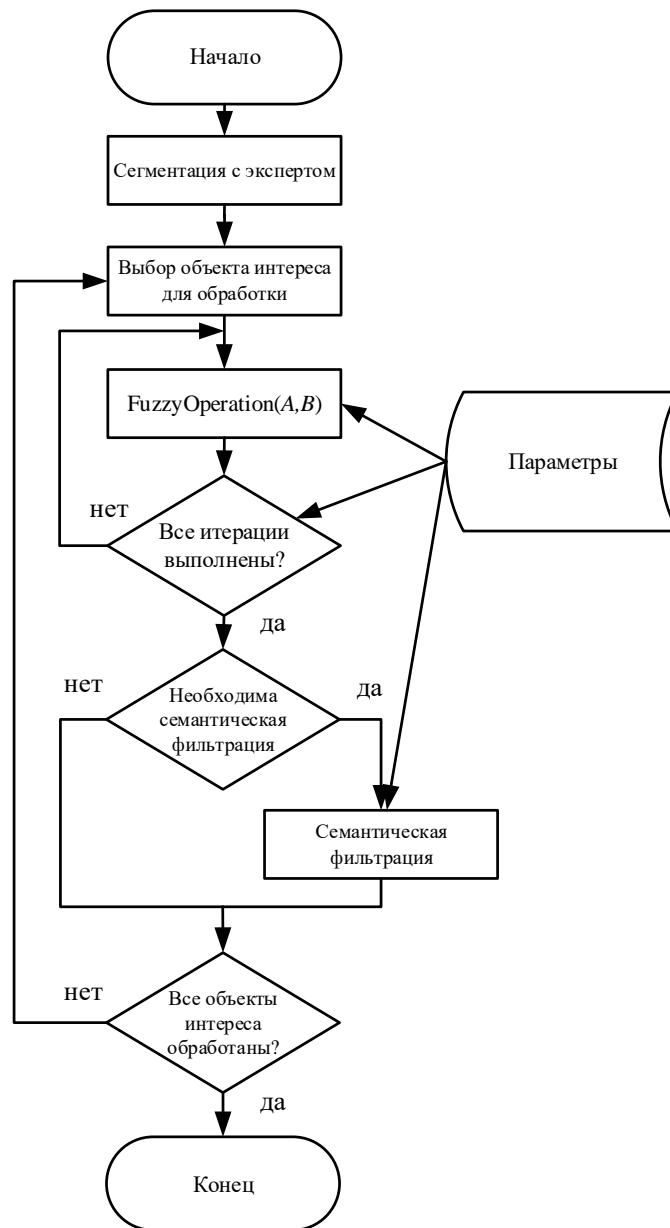 Начало
Сегментация с экспертом
Выбор объекта интереса
для обработки
FuzzyOperation(A,B)
Параметры
нет
Все итерации
выполнены?
да
нет
да
Необходима
семантическая
фильтрация
Семантическая
фильтрация
нет
Все объекты
интереса
обработаны?
да
Конец